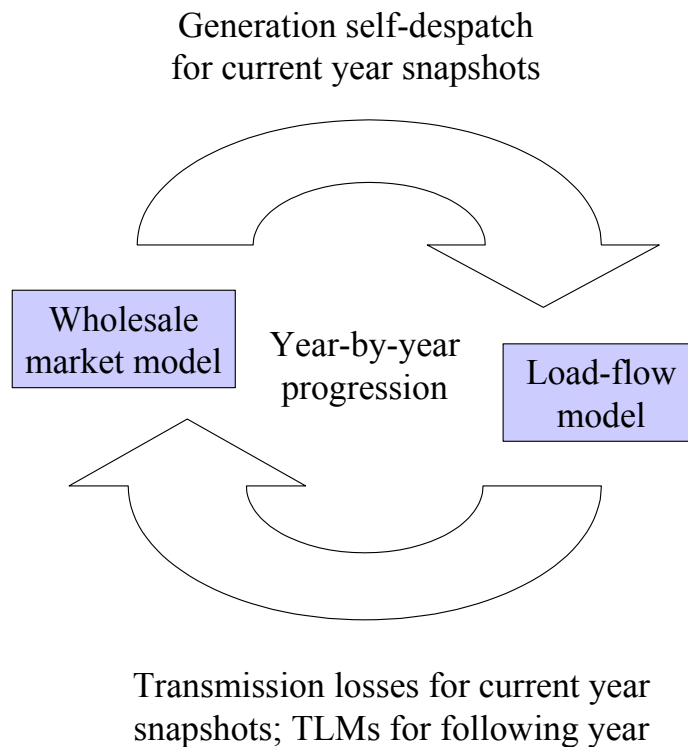 Generation self-despatch
for current year snapshots
Wholesale
market model
Year-by-year
progression
Load-flow
model
Transmission losses for current year
snapshots; TLMs for following year